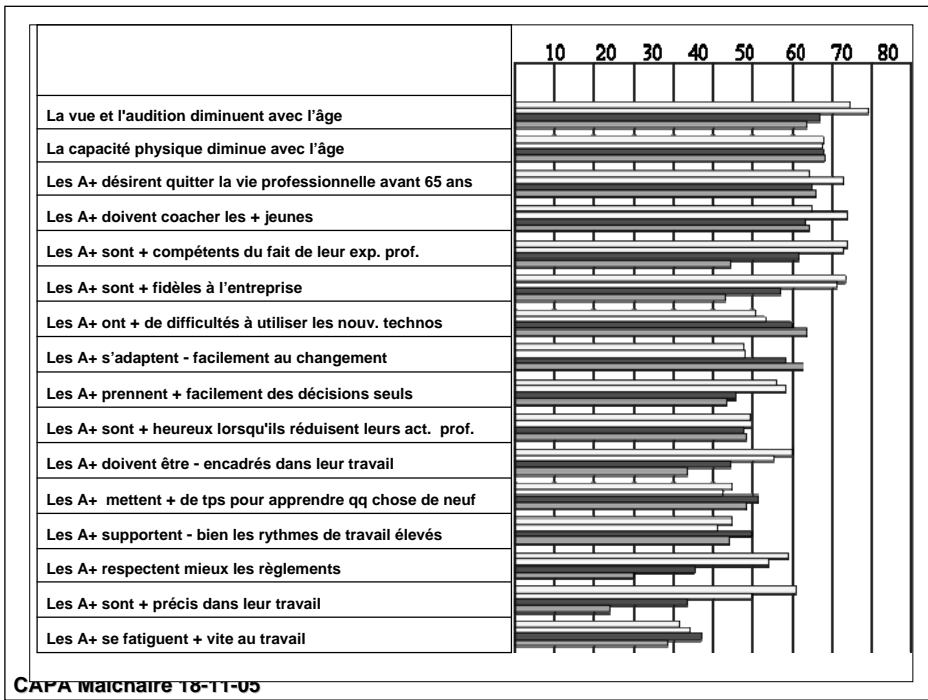 10 20 30 40 50 60 70 80
La vue et l'audition diminuent avec l’âge
La capacité physique diminue avec l’âge
Les A+ désirent quitter la vie professionnelle avant 65 ans
Les A+ doivent coacher les + jeunes
Les A+ sont + compétents du fait de leur exp. prof.
Les A+ sont + fidèles à l’entreprise
Les A+ ont + de difficultés à utiliser les nouv. technos
Les A+ s’adaptent - facilement au changement
Les A+ prennent + facilement des décisions seuls
Les A+ sont + heureux lorsqu'ils réduisent leurs act. prof.
Les A+ doivent être - encadrés dans leur travail
Les A+ mettent + de tps pour apprendre qq chose de neuf
Les A+ supportent - bien les rythmes de travail élevés
Les A+ respectent mieux les règlements
Les A+ sont + précis dans leur travail
Les A+ se fatiguent + vite au travail
CAPA Malchaire 18-11-05